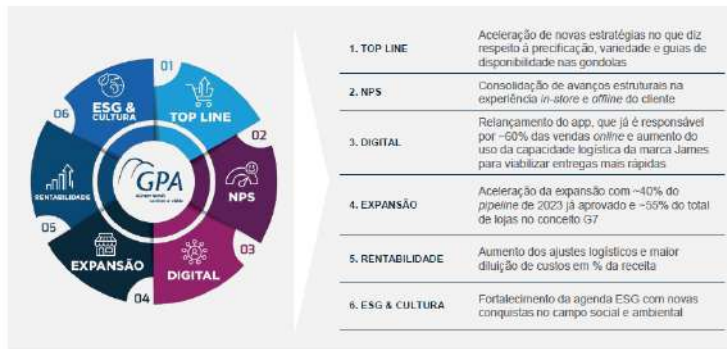 01
TOP LINE
02
NPS
03
DIGITAL
04
EXPANSÃO
05
RENTABILIDADE
06
ESG &
CULTURA
GPA
1. TOP LINE
Aceleração de novas estratégias no que diz
respeito à precificação, variedade e guias de
disponibilidade nas gondolas
2. NPS
Consolidação de avanços estruturais na
experiência in-store e offline do cliente
3. DIGITAL
Relançamento do app, que já é responsável
por ~60% das vendas online e aumento do
uso da capacidade logística da marca James
para viabilizar entregas mais rápidas
4. EXPANSÃO
Aceleração da expansão com ~40% do
pipeline de 2023 já aprovado e ~55% do total
de lojas no conceito G7
5. RENTABILIDADE
Aumento dos ajustes logísticos e maior
diluição de custos em % da receita
6. ESG & CULTURA
Fortalecimento da agenda ESG com novas
conquistas no campo social e ambiental